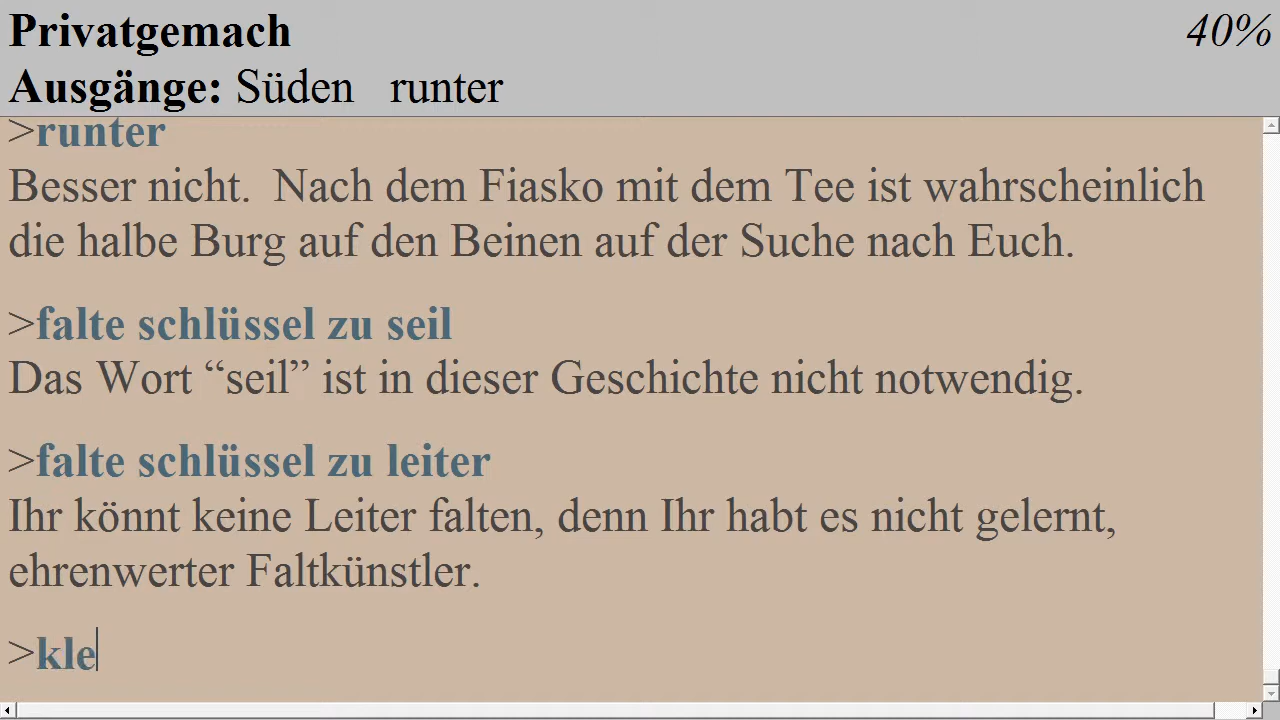 Privatgemach 40%
Ausgänge: Süden runter
>runter
Besser nicht. Nach dem Fiasko mit dem Tee ist wahrscheinlich
die halbe Burg auf den Beinen auf der Suche nach Euch.
>falte schlüssel zu seil
Das Wort “seil” ist in dieser Geschichte nicht notwendig.
>falte schlüssel zu leiter
Ihr könnt keine Leiter falten, denn Ihr habt es nicht gelernt,
ehrenwerter Faltkünstler.
>kle